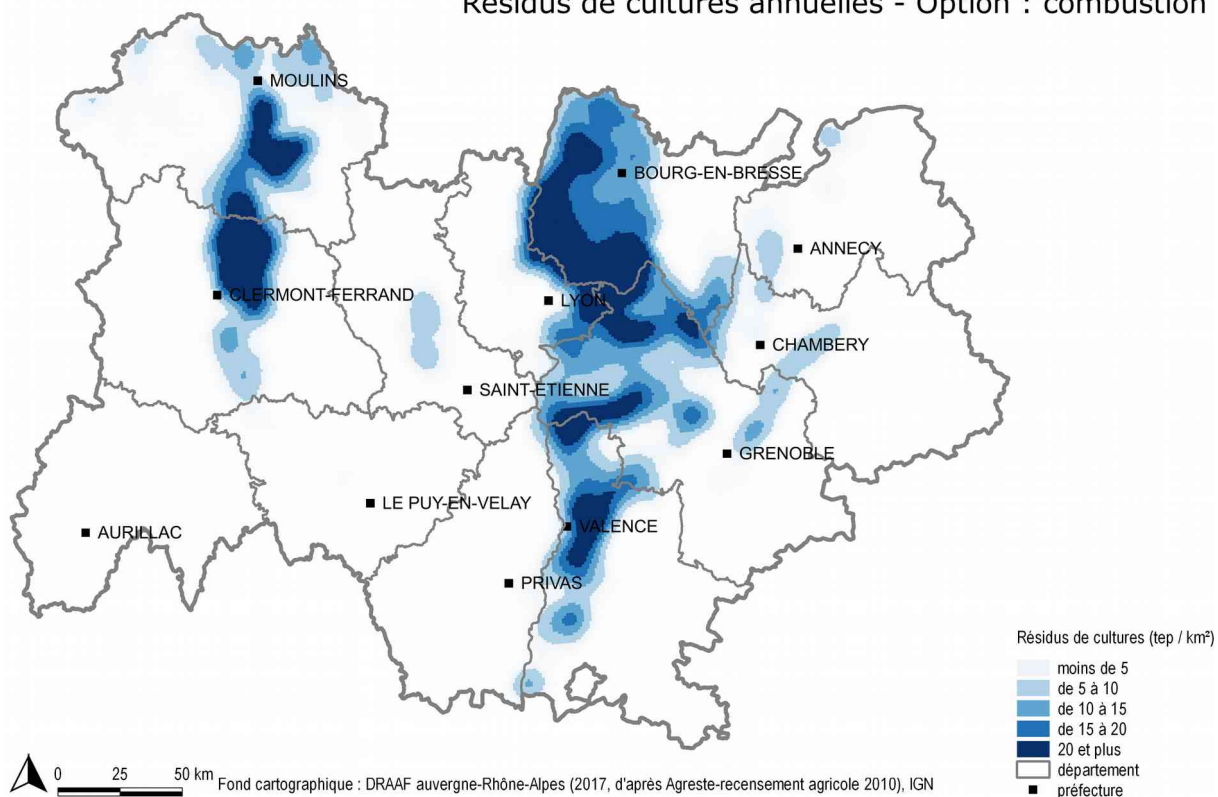 Résidus de cultures annuelles - Option : combustion
MOULINS
BOURG-EN-BRESSE
ANNECY
CLERMONT-FERRAND
LYON
CHAMBERY
SAINT-ETIENNE
GRENOBLE
LE PUY-EN-VELAY
AURILLAC
VALENCE
PRIVAS
Résidus de cultures (tep / km²)
moins de 5
de 5 à 10
de 10 à 15
de 15 à 20
20 et plus
département
préfecture
0 25 50 km
Fond cartographique : DRAAF auvergne-Rhône-Alpes (2017, d'après Agreste-recensement agricole 2010), IGN